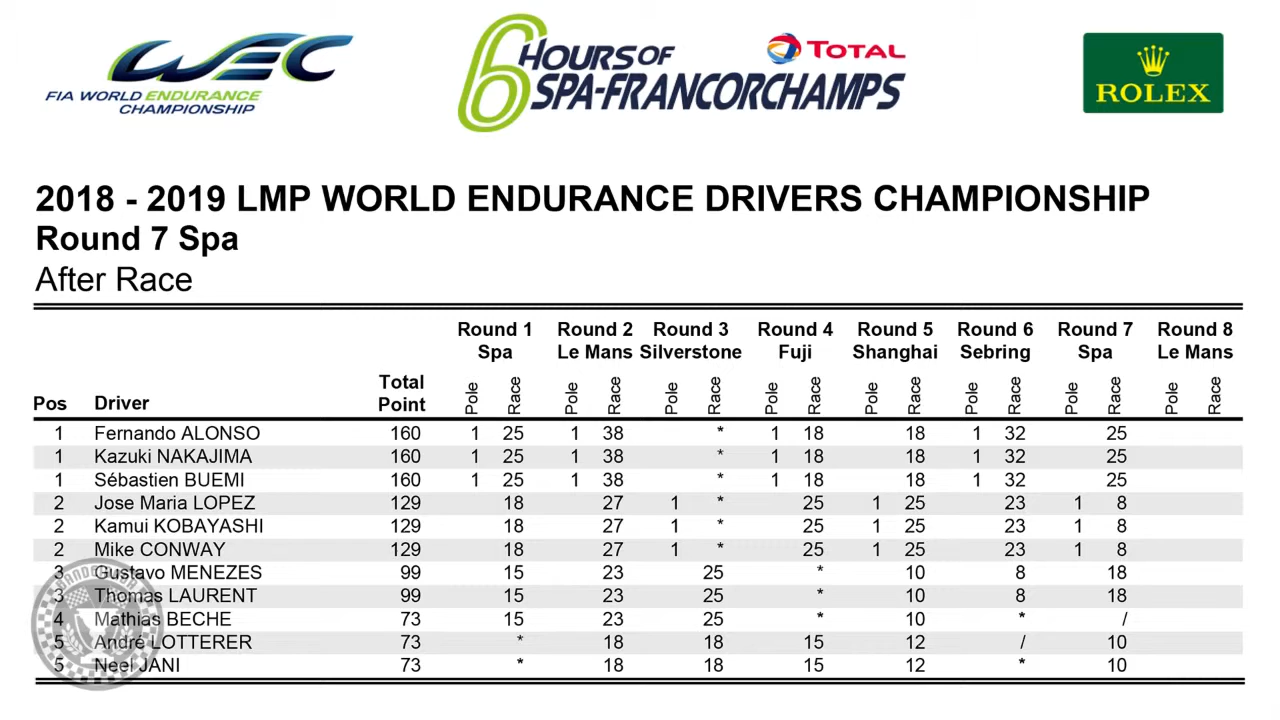 WEC
FIA WORLD ENDURANCE
CHAMPIONSHIP
6 HOURS OF
SPA-FRANCORCHAMPS
TOTAL
ROLEX
2018 - 2019 LMP WORLD ENDURANCE DRIVERS CHAMPIONSHIP
Round 7 Spa
After Race
Round 1 Round 2 Round 3 Round 4 Round 5 Round 6 Round 7 Round 8
Spa Le Mans Silverstone Fuji Shanghai Sebring Spa Le Mans
Pos Driver Total Point Pole Race Pole Race Pole Race Pole Race Pole Race Pole Race Pole Race Pole Race
1 Fernando ALONSO 160 1 25 1 38 * 1 18 18 1 32 25
1 Kazuki NAKAJIMA 160 1 25 1 38 * 1 18 18 1 32 25
1 Sébastien BUEMI 160 1 25 1 38 * 1 18 18 1 32 25
2 Jose Maria LOPEZ 129 18 27 1 * 25 1 25 23 1 8
2 Kamui KOBAYASHI 129 18 27 1 * 25 1 25 23 1 8
2 Mike CONWAY 129 18 27 1 * 25 1 25 23 1 8
3 Gustavo MENEZES 99 15 23 25 * 10 8 18
3 Thomas LAURENT 99 15 23 25 * 10 8 18
4 Mathias BECHE 73 15 23 25 * 10 * /
5 André LOTTERER 73 * 18 18 15 12 / 10
5 Neel JANI 73 * 18 18 15 12 * 10